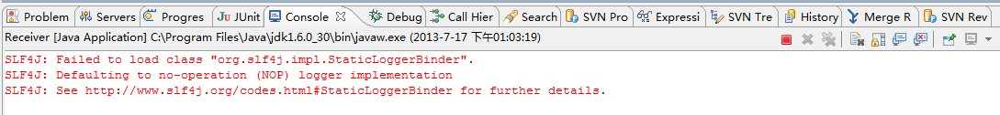 Problem Servers Progres JUnit Console Debug Call Hier Search SVN Pro Expressi SVN Tre History Merge R SVN Rev
Receiver [Java Application] C:\Program Files\Java\jdk1.6.0_30\bin\javaw.exe (2013-7-17 下午01:03:19)
SLF4J: Failed to load class "org.slf4j.impl.StaticLoggerBinder".
SLF4J: Defaulting to no-operation (NOP) logger implementation
SLF4J: See http://www.slf4j.org/codes.html#StaticLoggerBinder for further details.